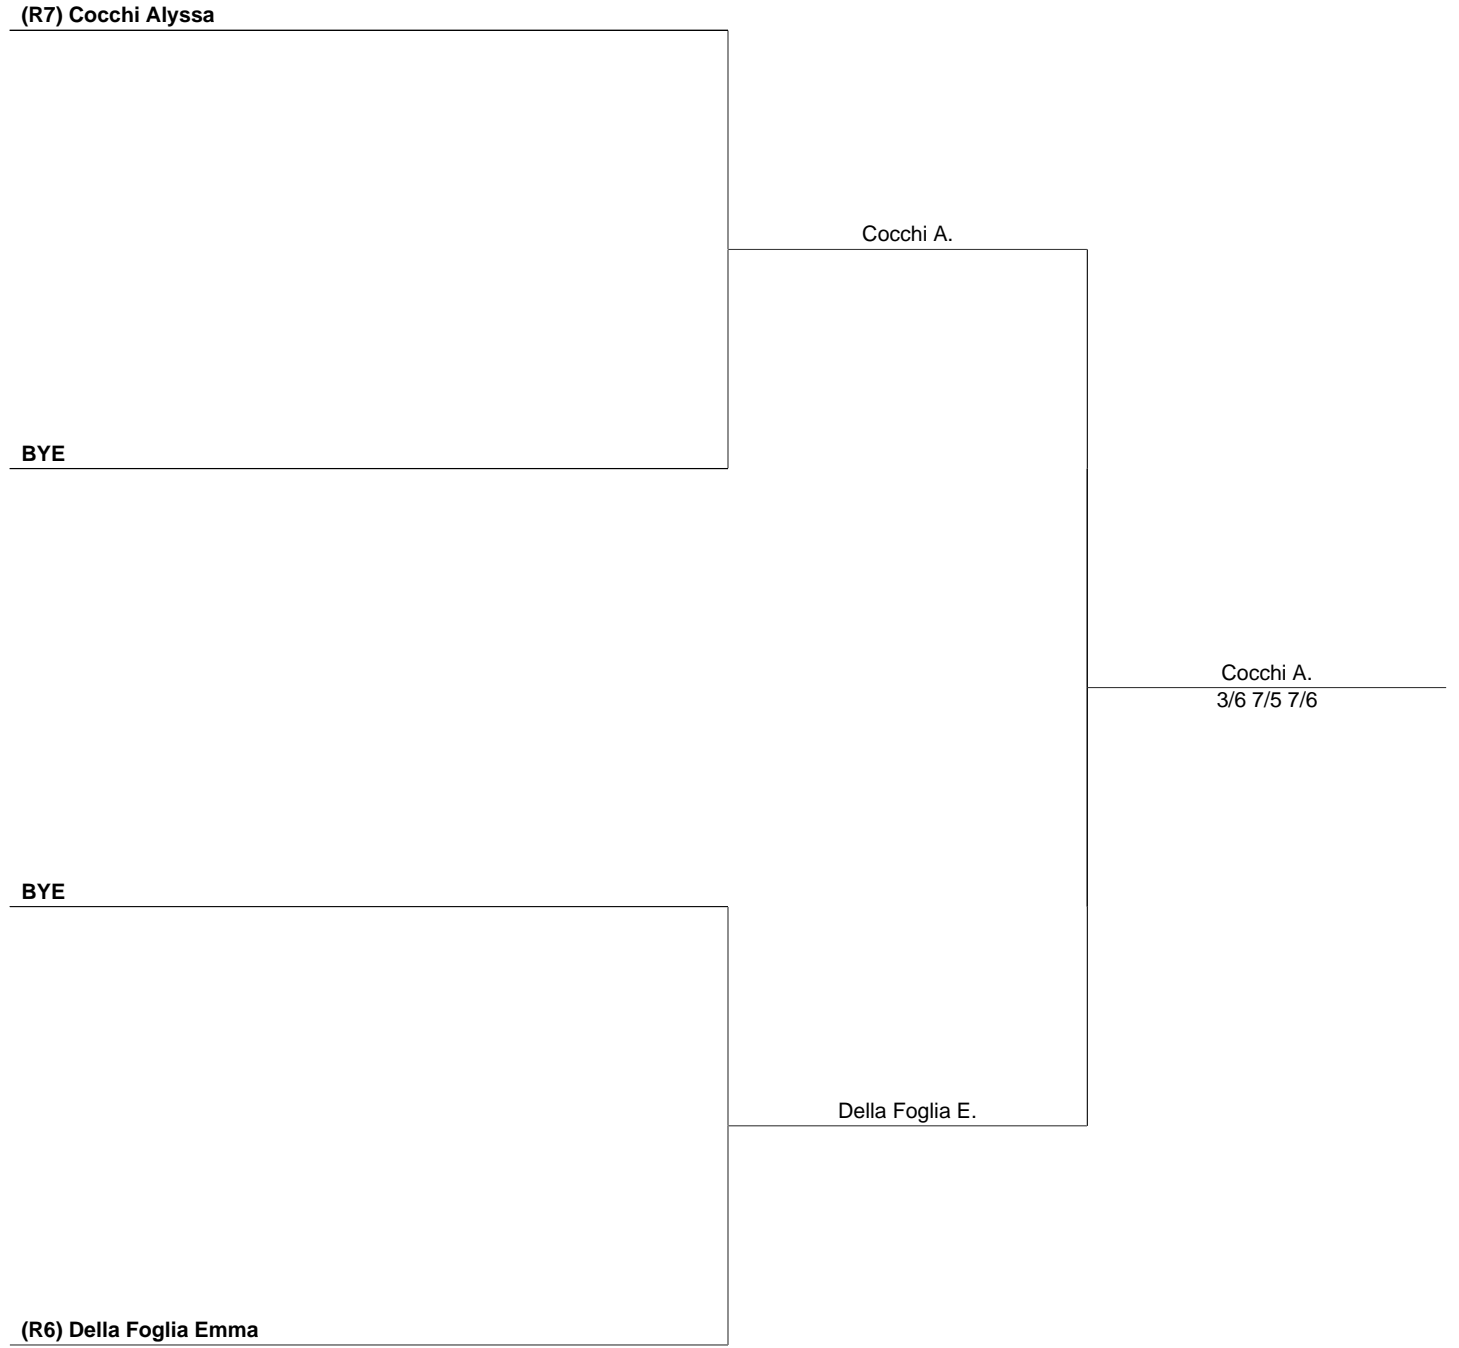 (R7) Cocchi Alyssa
Cocchi A.
BYE
Cocchi A.
3/6 7/5 7/6
BYE
Della Foglia E.
(R6) Della Foglia Emma